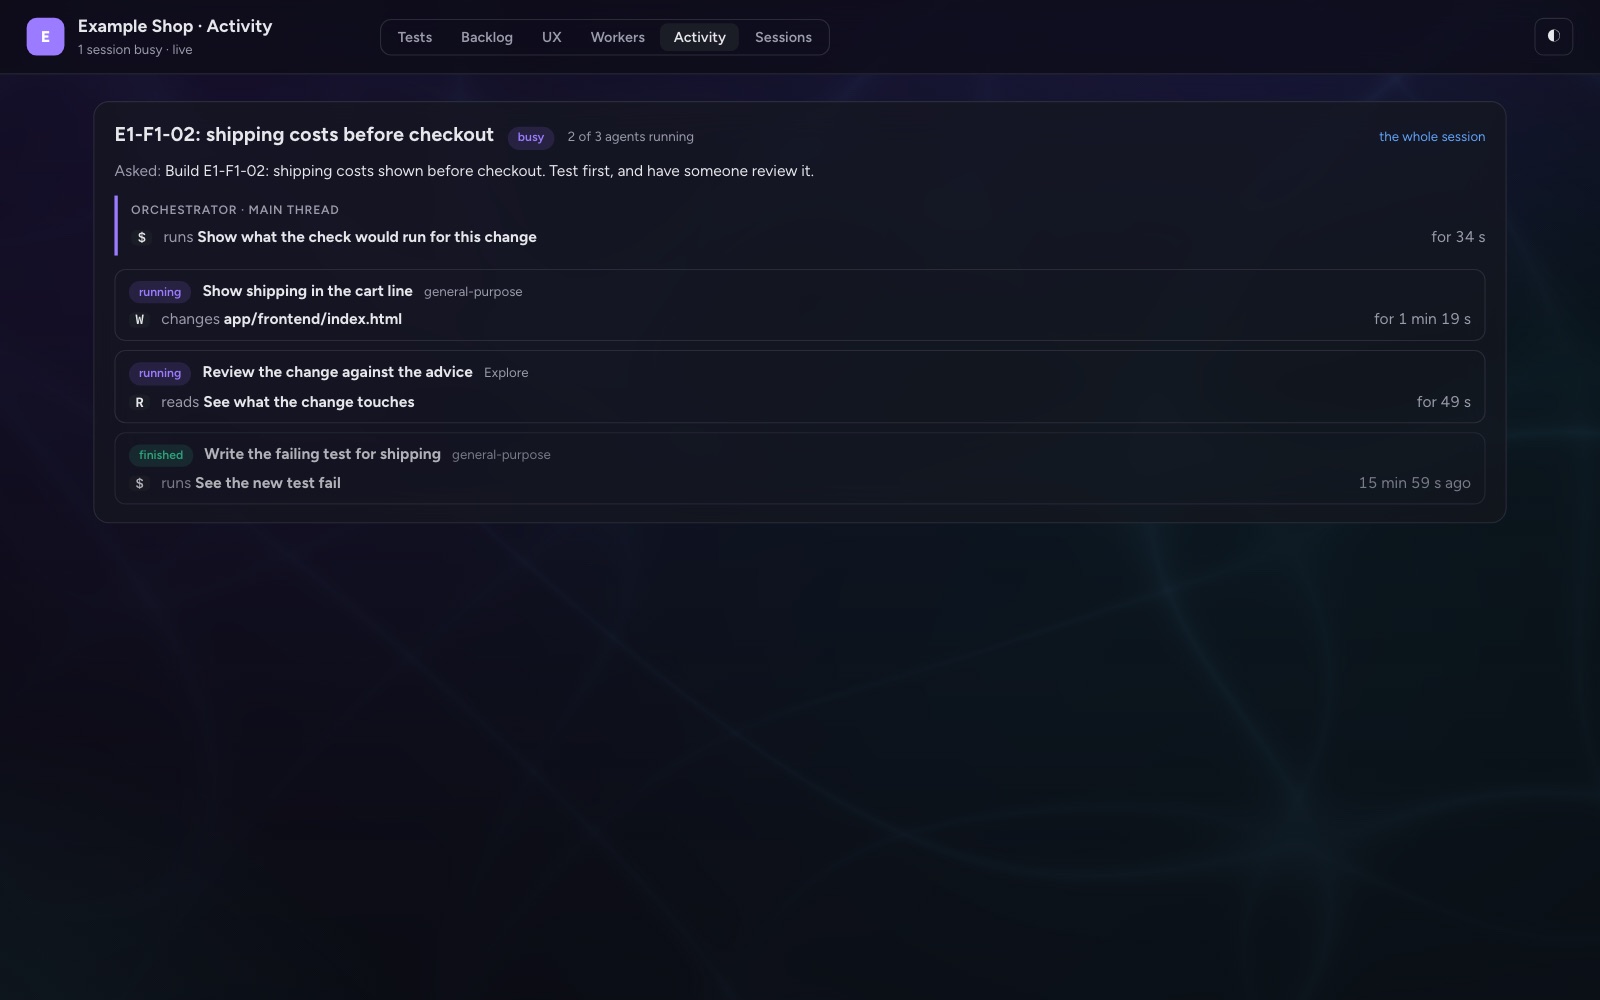 E
Example Shop · Activity
1 session busy · live
Tests Backlog UX Workers Activity Sessions
E1-F1-02: shipping costs before checkout busy 2 of 3 agents running the whole session
Asked: Build E1-F1-02: shipping costs shown before checkout. Test first, and have someone review it.
ORCHESTRATOR · MAIN THREAD
$ runs Show what the check would run for this change for 34 s
running Show shipping in the cart line general-purpose
W changes app/frontend/index.html for 1 min 19 s
running Review the change against the advice Explore
R reads See what the change touches for 49 s
finished Write the failing test for shipping general-purpose
$ runs See the new test fail 15 min 59 s ago